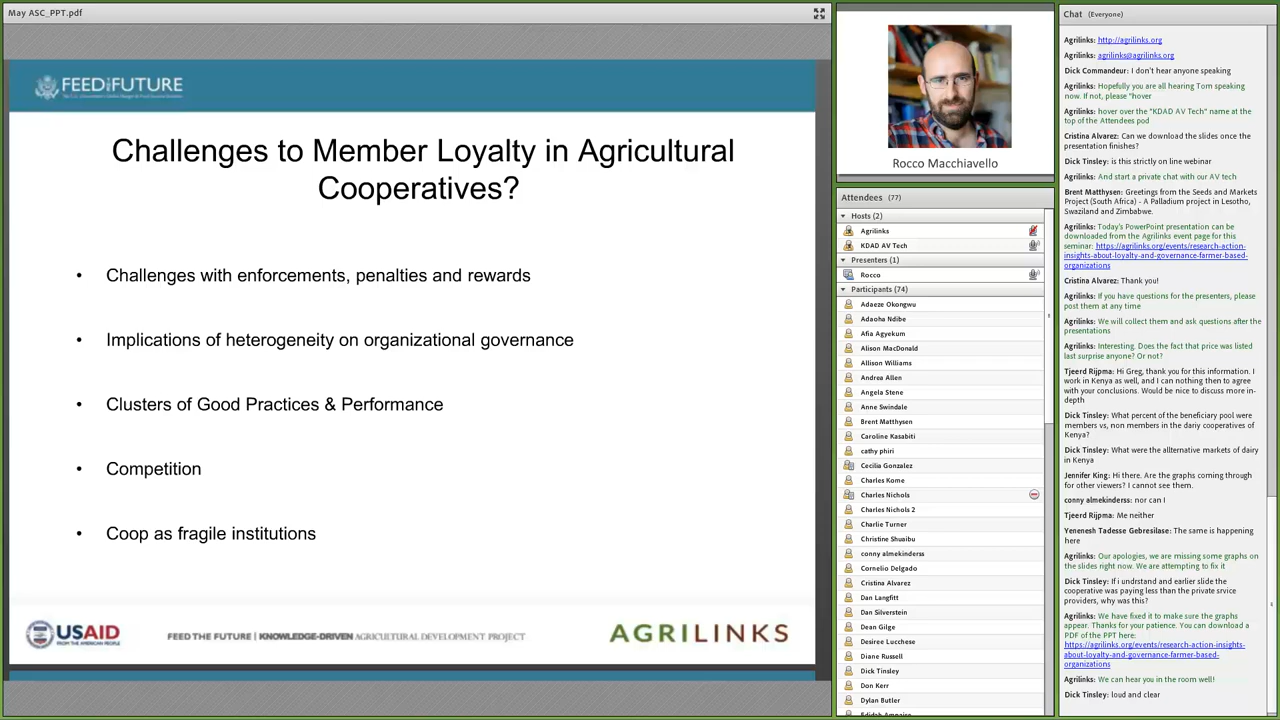 May ASC_PPT.pdf
FEED THE FUTURE
Challenges to Member Loyalty in Agricultural
Cooperatives?
• Challenges with enforcements, penalties and rewards
• Implications of heterogeneity on organizational governance
• Clusters of Good Practices & Performance
• Competition
• Coop as fragile institutions
USAID
FROM THE AMERICAN PEOPLE
FEED THE FUTURE | KNOWLEDGE-DRIVEN AGRICULTURAL DEVELOPMENT PROJECT
AGRILINKS
Rocco Macchiavello
Attendees (77)
Hosts (2)
Agrilinks
KDAD AV Tech
Presenters (1)
Rocco
Participants (74)
Adaeze Okongwu
Adaoha Ndibe
Afia Agyekum
Alison MacDonald
Allison Williams
Andrea Allen
Angela Stene
Anne Swindale
Brent Matthysen
Caroline Kasabiti
cathy phiri
Cecilia Gonzalez
Charles Kome
Charles Nichols
Charles Nichols 2
Charlie Turner
Christine Shuaibu
conny almekinderss
Cornelio Delgado
Cristina Alvarez
Dan Langfitt
Dan Silverstein
Dean Gilge
Desiree Lucchese
Diane Russell
Dick Tinsley
Don Kerr
Dylan Butler
Chat (Everyone)
Agrilinks: http://agrilinks.org
Agrilinks: agrilinks@agrilinks.org
Dick Commandeur: I don't hear anyone speaking
Agrilinks: Hopefully you are all hearing Tom speaking
now. If not, please "hover
Agrilinks: hover over the "KDAD AV Tech" name at the
top of the Attendees pod
Cristina Alvarez: Can we download the slides once the
presentation finishes?
Dick Tinsley: is this strictly on line webinar
Agrilinks: And start a private chat with our AV tech
Brent Matthysen: Greetings from the Seeds and Markets
Project (South Africa) - A Palladium project in Lesotho,
Swaziland and Zimbabwe.
Agrilinks: Today's PowerPoint presentation can be
downloaded from the Agrilinks event page for this
seminar: https://agrilinks.org/events/research-action-
insights-about-loyalty-and-governance-farmer-based-
organizations
Cristina Alvarez: Thank you!
Agrilinks: If you have questions for the presenters, please
post them at any time
Agrilinks: We will collect them and ask questions after the
presentations
Agrilinks: Interesting. Does the fact that price was listed
last surprise anyone? Or not?
Tjeerd Rijpma: Hi Greg, thank you for this information. I
work in Kenya as well, and I can nothing then to agree
with your conclusions. Would be nice to discuss more in-
depth
Dick Tinsley: What percent of the beneficiary pool were
members vs, non members in the dariy cooperatives of
Kenya?
Dick Tinsley: What were the allternative markets of dairy
in Kenya
Jennifer King: Hi there. Are the graphs coming through
for other viewers? I cannot see them.
conny almekinderss: nor can I
Tjeerd Rijpma: Me neither
Yenenesh Tadesse Gebresilase: The same is happening
here
Agrilinks: Our apologies, we are missing some graphs on
the slides right now. We are attempting to fix it
Dick Tinsley: If i undrstand and earlier slide the
cooperative was paying less than the private srvice
providers, why was this?
Agrilinks: We have fixed it to make sure the graphs
appear. Thanks for your patience. You can download a
PDF of the PPT here:
https://agrilinks.org/events/research-action-insights-
about-loyalty-and-governance-farmer-based-
organizations
Agrilinks: We can hear you in the room well!
Dick Tinsley: loud and clear